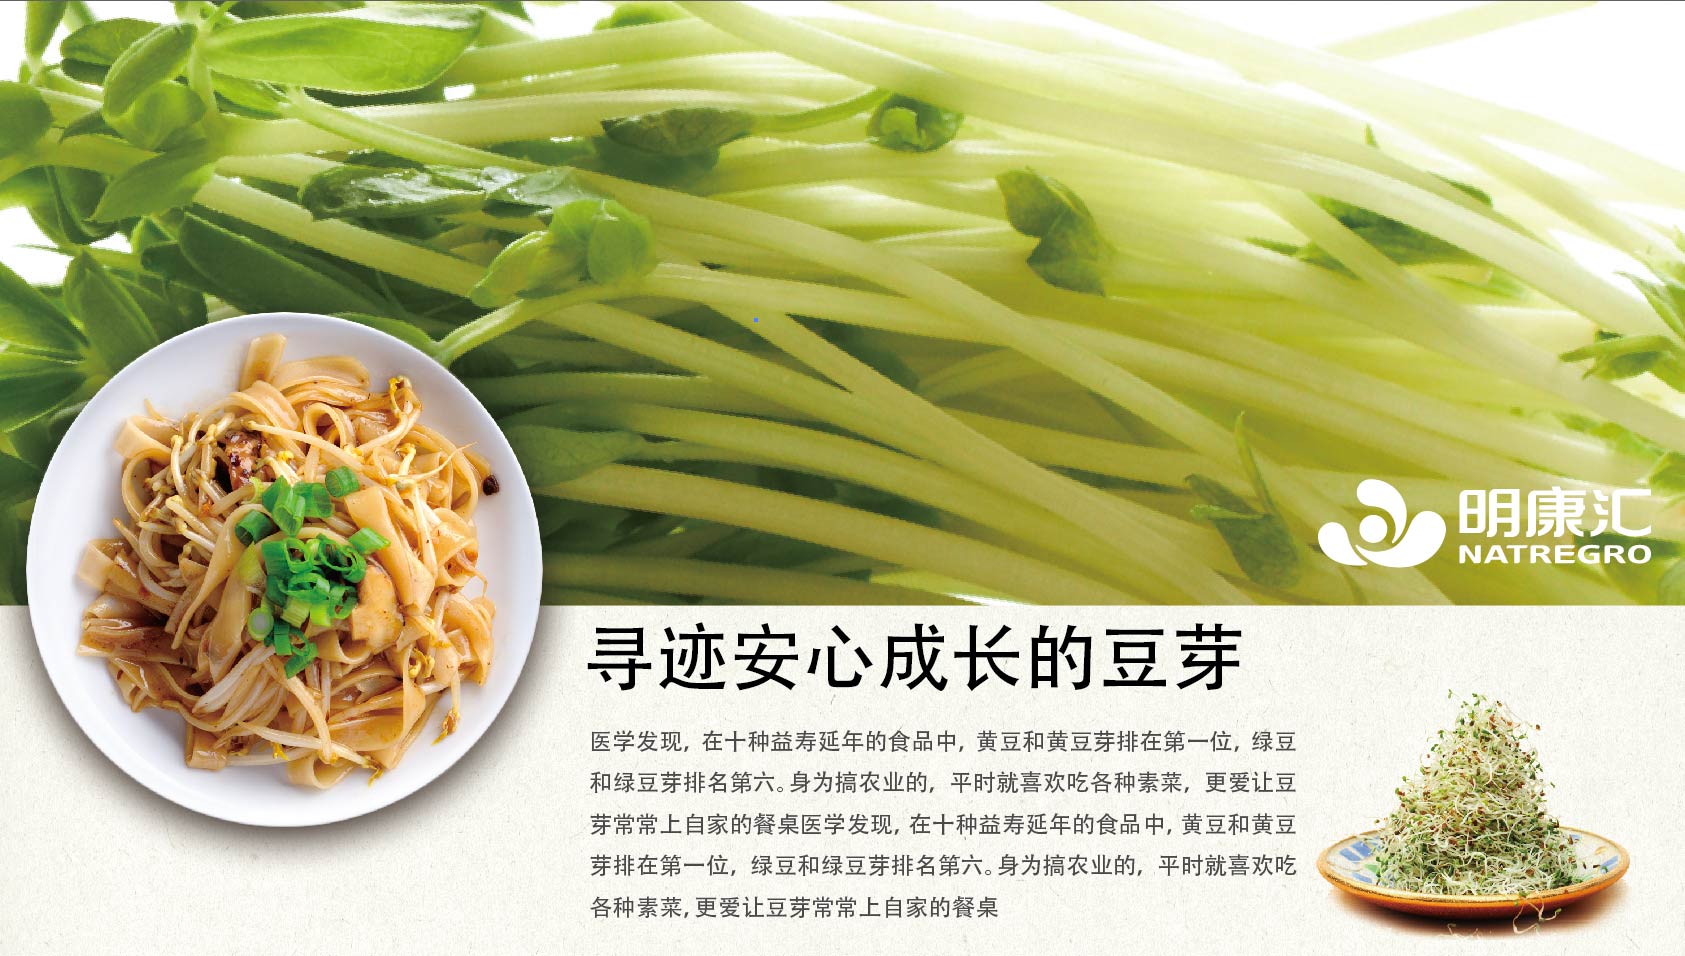 明康汇
NATREGRO
寻迹安心成长的豆芽
医学发现, 在十种益寿延年的食品中, 黄豆和黄豆芽排在第一位, 绿豆
和绿豆芽排名第六。身为搞农业的, 平时就喜欢吃各种素菜, 更爱让豆
芽常常上自家的餐桌医学发现, 在十种益寿延年的食品中, 黄豆和黄豆
芽排在第一位, 绿豆和绿豆芽排名第六。身为搞农业的, 平时就喜欢吃
各种素菜, 更爱让豆芽常常上自家的餐桌